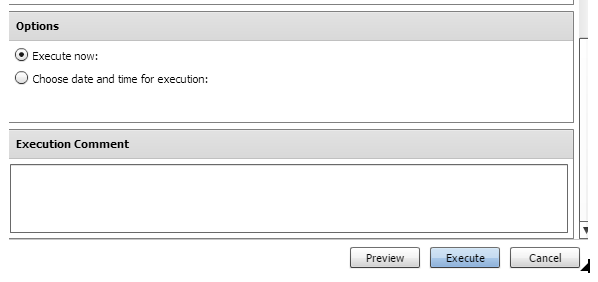 Options
Execute now:
Choose date and time for execution:
Execution Comment
Preview Execute Cancel